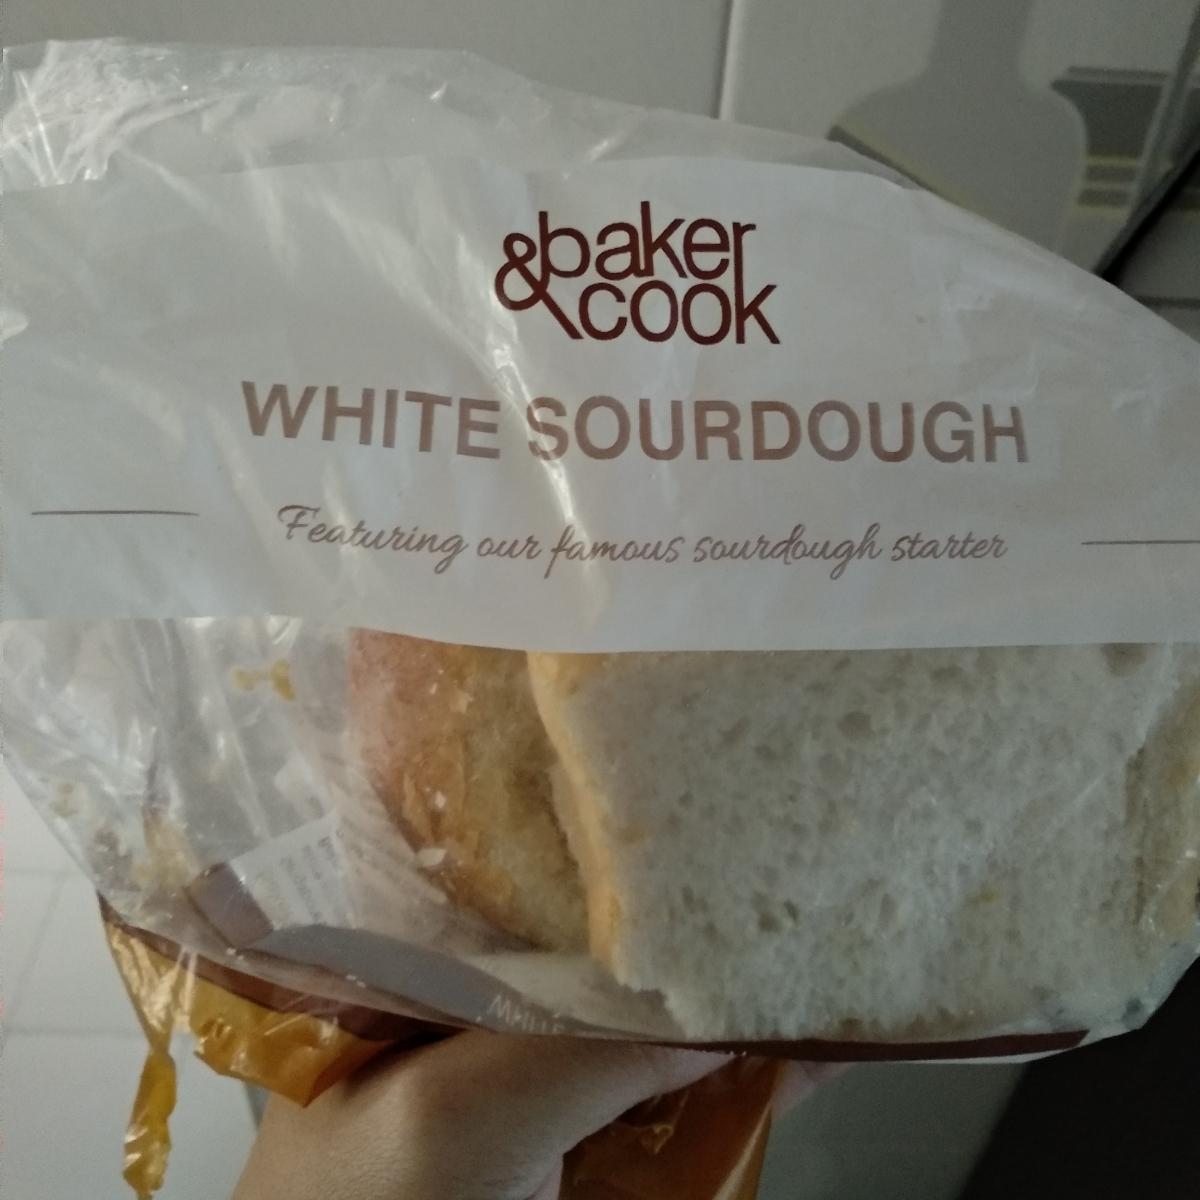 baker
& cook
WHITE SOURDOUGH
Featuring our famous sourdough starter